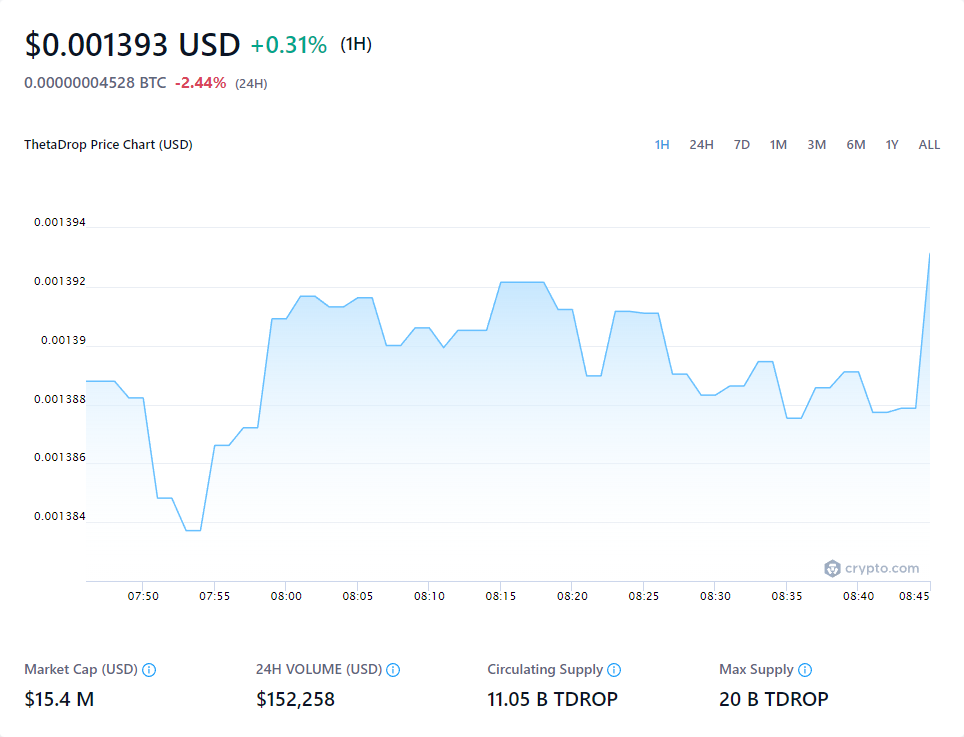 $0.001393 USD +0.31% (1H)
0.00000004528 BTC -2.44% (24H)
ThetaDrop Price Chart (USD) 1H 24H 7D 1M 3M 6M 1Y ALL
0.001394
0.001392
0.00139
0.001388
0.001386
0.001384
crypto.com
07:50 07:55 08:00 08:05 08:10 08:15 08:20 08:25 08:30 08:35 08:40 08:45
Market Cap (USD) 24H VOLUME (USD) Circulating Supply Max Supply
$15.4 M $152,258 11.05 B TDROP 20 B TDROP